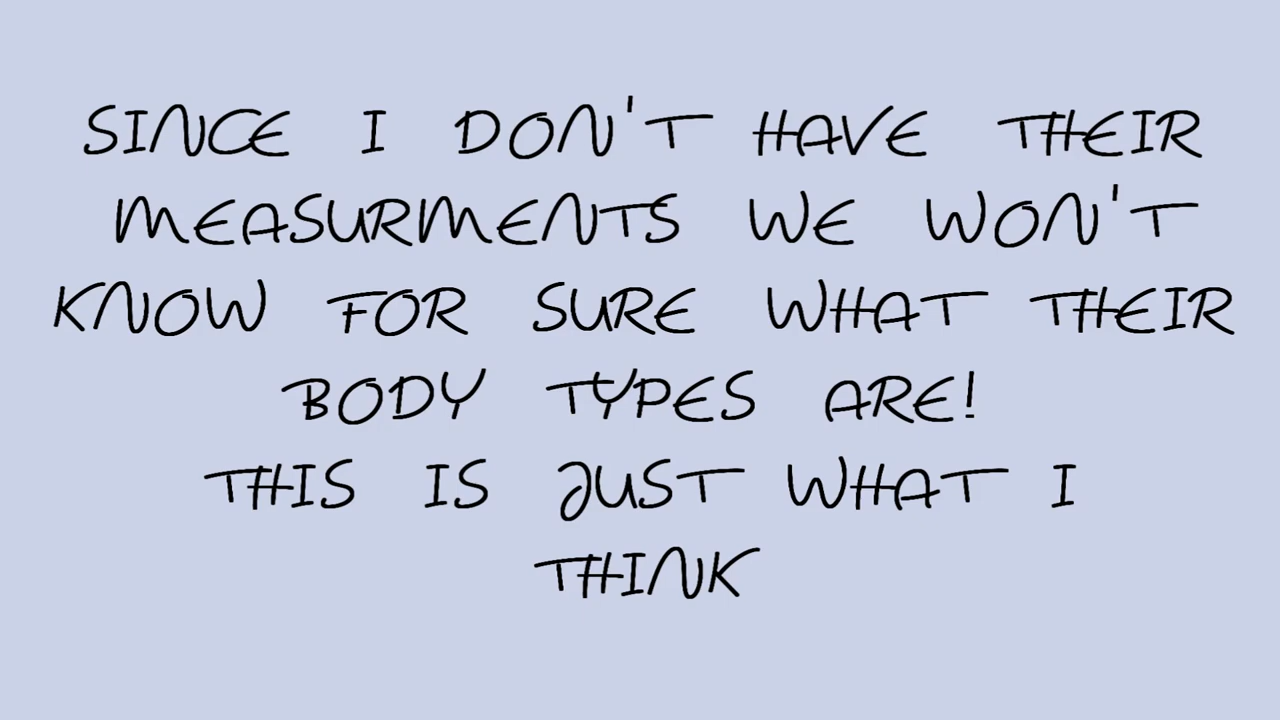 SINCE I DON'T HAVE THEIR
MEASURMENTS WE WON'T
KNOW FOR SURE WHAT THEIR
BODY TYPES ARE!
THIS IS JUST WHAT I
THINK